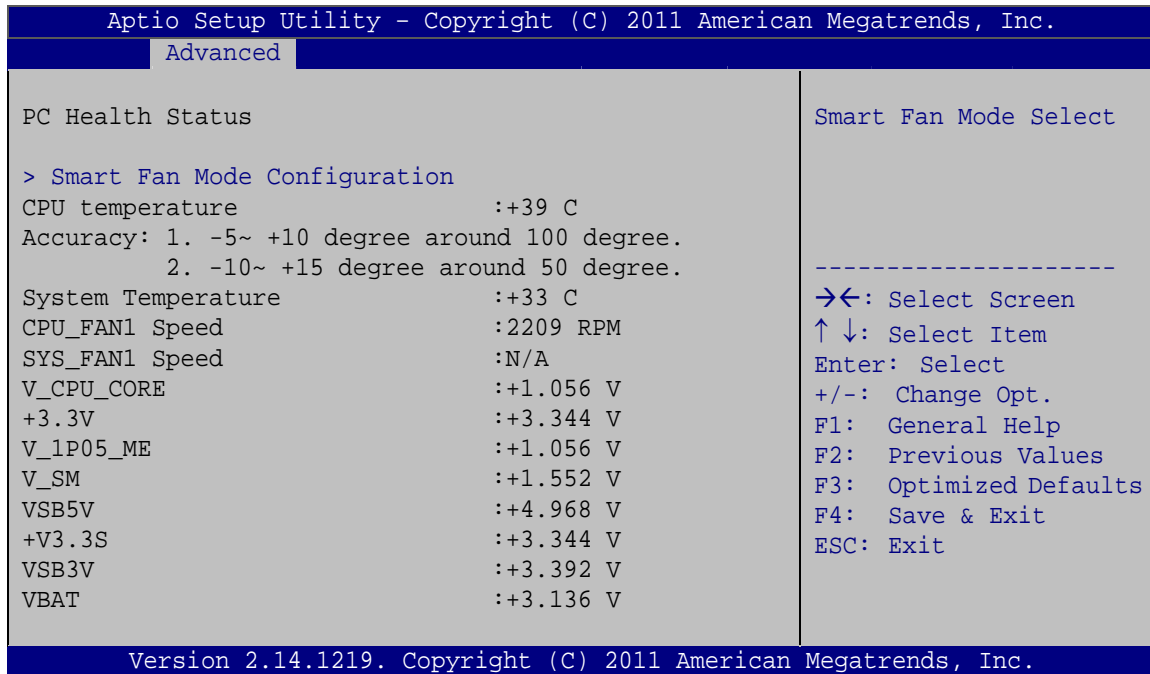 Aptio Setup Utility – Copyright (C) 2011 American Megatrends, Inc.
Advanced
PC Health Status
> Smart Fan Mode Configuration
CPU temperature :+39 C
Accuracy: 1. -5~ +10 degree around 100 degree.
2. -10~ +15 degree around 50 degree.
System Temperature :+33 C
CPU_FAN1 Speed :2209 RPM
SYS_FAN1 Speed :N/A
V_CPU_CORE :+1.056 V
+3.3V :+3.344 V
V_1P05_ME :+1.056 V
V_SM :+1.552 V
VSB5V :+4.968 V
+V3.3S :+3.344 V
VSB3V :+3.392 V
VBAT :+3.136 V
Smart Fan Mode Select
---------------------
→←: Select Screen
↑ ↓: Select Item
Enter: Select
+/-: Change Opt.
F1: General Help
F2: Previous Values
F3: Optimized Defaults
F4: Save & Exit
ESC: Exit
Version 2.14.1219. Copyright (C) 2011 American Megatrends, Inc.